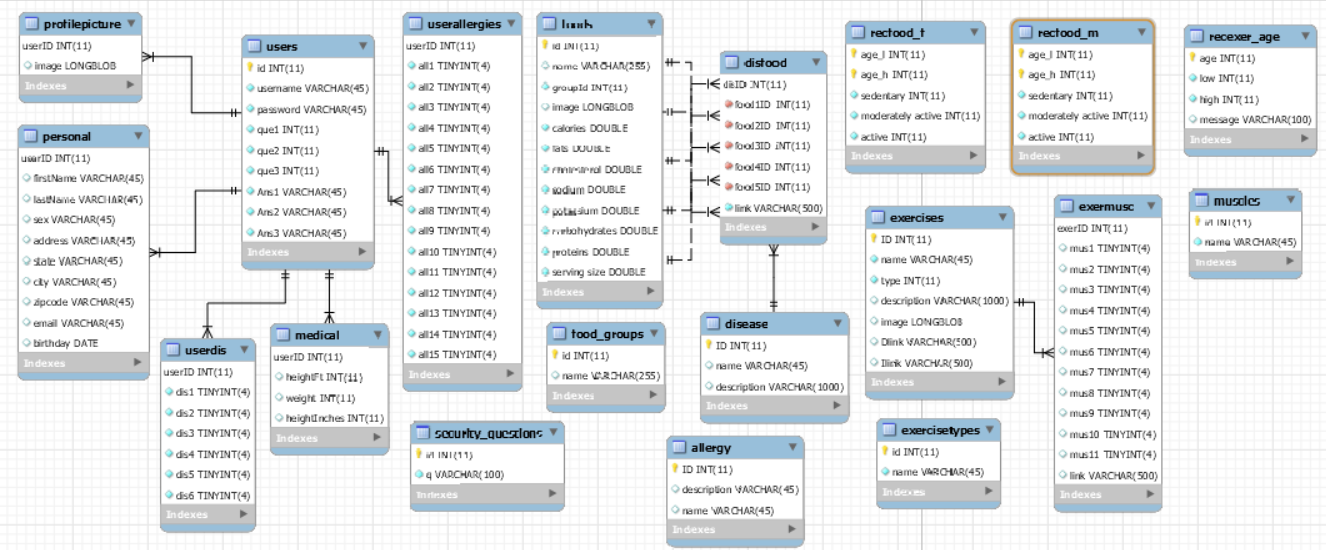 profilepicture
userID INT(11)
image LONGBLOB
Indexes
personal
userID INT(11)
firstName VARCHAR(45)
lastName VARCHAR(45)
sex VARCHAR(45)
address VARCHAR(45)
state VARCHAR(45)
city VARCHAR(45)
zipcode VARCHAR(45)
email VARCHAR(45)
birthday DATE
Indexes
users
id INT(11)
username VARCHAR(45)
password VARCHAR(45)
que1 INT(11)
que2 INT(11)
que3 INT(11)
Ans1 VARCHAR(45)
Ans2 VARCHAR(45)
Ans3 VARCHAR(45)
Indexes
userdis
userID INT(11)
dis1 TINYINT(4)
dis2 TINYINT(4)
dis3 TINYINT(4)
dis4 TINYINT(4)
dis5 TINYINT(4)
dis6 TINYINT(4)
Indexes
medical
userID INT(11)
heightFt INT(11)
weight INT(11)
heightInches INT(11)
Indexes
userallergies
userID INT(11)
all1 TINYINT(4)
all2 TINYINT(4)
all3 TINYINT(4)
all4 TINYINT(4)
all5 TINYINT(4)
all6 TINYINT(4)
all7 TINYINT(4)
all8 TINYINT(4)
all9 TINYINT(4)
all10 TINYINT(4)
all11 TINYINT(4)
all12 TINYINT(4)
all13 TINYINT(4)
all14 TINYINT(4)
all15 TINYINT(4)
Indexes
security_questions
id INT(11)
q VARCHAR(100)
Indexes
foods
id INT(11)
name VARCHAR(255)
groupId INT(11)
image LONGBLOB
calories DOUBLE
fats DOUBLE
cholesterol DOUBLE
sodium DOUBLE
potassium DOUBLE
carbohydrates DOUBLE
proteins DOUBLE
serving size DOUBLE
Indexes
food_groups
id INT(11)
name VARCHAR(255)
Indexes
disfood
disID INT(11)
food1ID INT(11)
food2ID INT(11)
food3ID INT(11)
food4ID INT(11)
food5ID INT(11)
link VARCHAR(500)
Indexes
disease
ID INT(11)
name VARCHAR(45)
description VARCHAR(1000)
Indexes
allergy
ID INT(11)
description VARCHAR(45)
name VARCHAR(45)
Indexes
recfood_f
age_l INT(11)
age_h INT(11)
sedentary INT(11)
moderately active INT(11)
active INT(11)
Indexes
recfood_m
age_l INT(11)
age_h INT(11)
sedentary INT(11)
moderately active INT(11)
active INT(11)
Indexes
recexer_age
age INT(11)
low INT(11)
high INT(11)
message VARCHAR(100)
Indexes
exercises
ID INT(11)
name VARCHAR(45)
type INT(11)
description VARCHAR(1000)
image LONGBLOB
Dlink VARCHAR(500)
Ilink VARCHAR(500)
Indexes
exermusc
exerID INT(11)
mus1 TINYINT(4)
mus2 TINYINT(4)
mus3 TINYINT(4)
mus4 TINYINT(4)
mus5 TINYINT(4)
mus6 TINYINT(4)
mus7 TINYINT(4)
mus8 TINYINT(4)
mus9 TINYINT(4)
mus10 TINYINT(4)
mus11 TINYINT(4)
link VARCHAR(500)
Indexes
muscles
id INT(11)
name VARCHAR(45)
Indexes
exercisetypes
id INT(11)
name VARCHAR(45)
Indexes